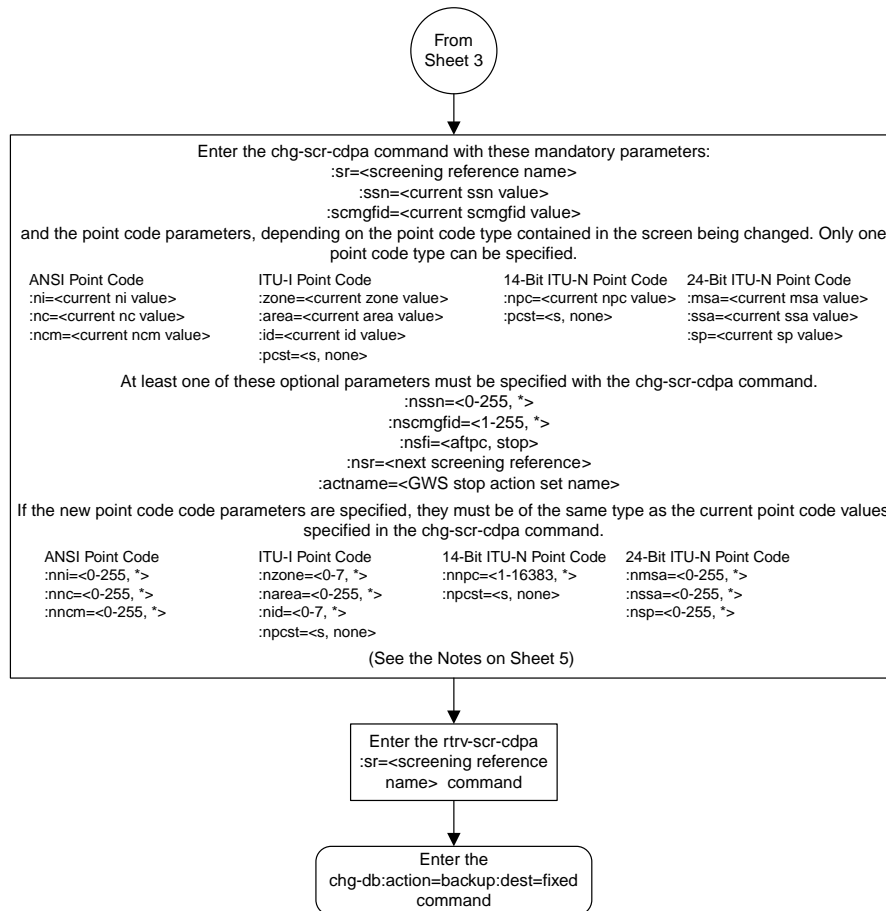 From
Sheet 3
Enter the chg-scr-cdpa command with these mandatory parameters:
:sr=<screening reference name>
:ssn=<current ssn value>
:scmgfid=<current scmgfid value>
and the point code parameters, depending on the point code type contained in the screen being changed. Only one
point code type can be specified.
ANSI Point Code
:ni=<current ni value>
:nc=<current nc value>
:ncm=<current ncm value>
ITU-I Point Code
:zone=<current zone value>
:area=<current area value>
:id=<current id value>
:pcst=<s, none>
14-Bit ITU-N Point Code
:npc=<current npc value>
:pcst=<s, none>
24-Bit ITU-N Point Code
:msa=<current msa value>
:ssa=<current ssa value>
:sp=<current sp value>
At least one of these optional parameters must be specified with the chg-scr-cdpa command.
:nssn=<0-255, *>
:nscmgfid=<1-255, *>
:nsfi=<aftpc, stop>
:nsr=<next screening reference>
:actname=<GWS stop action set name>
If the new point code code parameters are specified, they must be of the same type as the current point code values
specified in the chg-scr-cdpa command.
ANSI Point Code
:nni=<0-255, *>
:nnc=<0-255, *>
:nncm=<0-255, *>
ITU-I Point Code
:nzone=<0-7, *>
:narea=<0-255, *>
:nid=<0-7, *>
:npcst=<s, none>
14-Bit ITU-N Point Code
:nnpc=<1-16383, *>
:npcst=<s, none>
24-Bit ITU-N Point Code
:nmsa=<0-255, *>
:nssa=<0-255, *>
:nsp=<0-255, *>
(See the Notes on Sheet 5)
Enter the rtrv-scr-cdpa
:sr=<screening reference
name> command
Enter the
chg-db:action=backup:dest=fixed
command